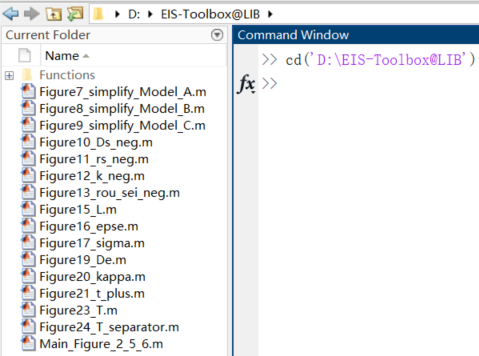 D: EIS-Toolbox@LIB
Current Folder
Name
Functions
Figure7_simplify_Model_A.m
Figure8_simplify_Model_B.m
Figure9_simplify_Model_C.m
Figure10_Ds_neg.m
Figure11_rs_neg.m
Figure12_k_neg.m
Figure13_rou_sei_neg.m
Figure15_L.m
Figure16_epse.m
Figure17_sigma.m
Figure19_De.m
Figure20_kappa.m
Figure21_t_plus.m
Figure23_T.m
Figure24_T_separator.m
Main_Figure_2_5_6.m
Command Window
>> cd('D:\EIS-Toolbox@LIB')
fx >>